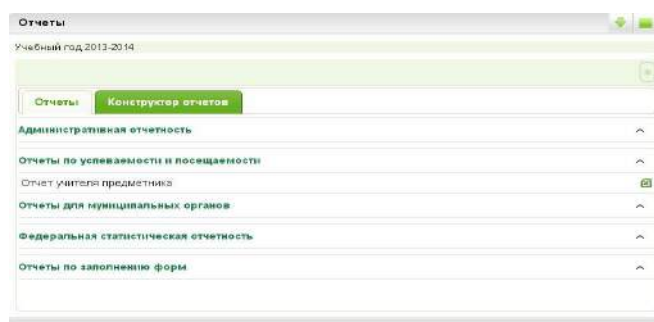 Отчеты
Учебный год 2013-2014
Отчеты Конструктор отчетов
Административная отчетность
Отчеты по успеваемости и посещаемости
Отчет учителя предметника
Отчеты для муниципальных органов
Федеральная статистическая отчетность
Отчеты по заполнению форм